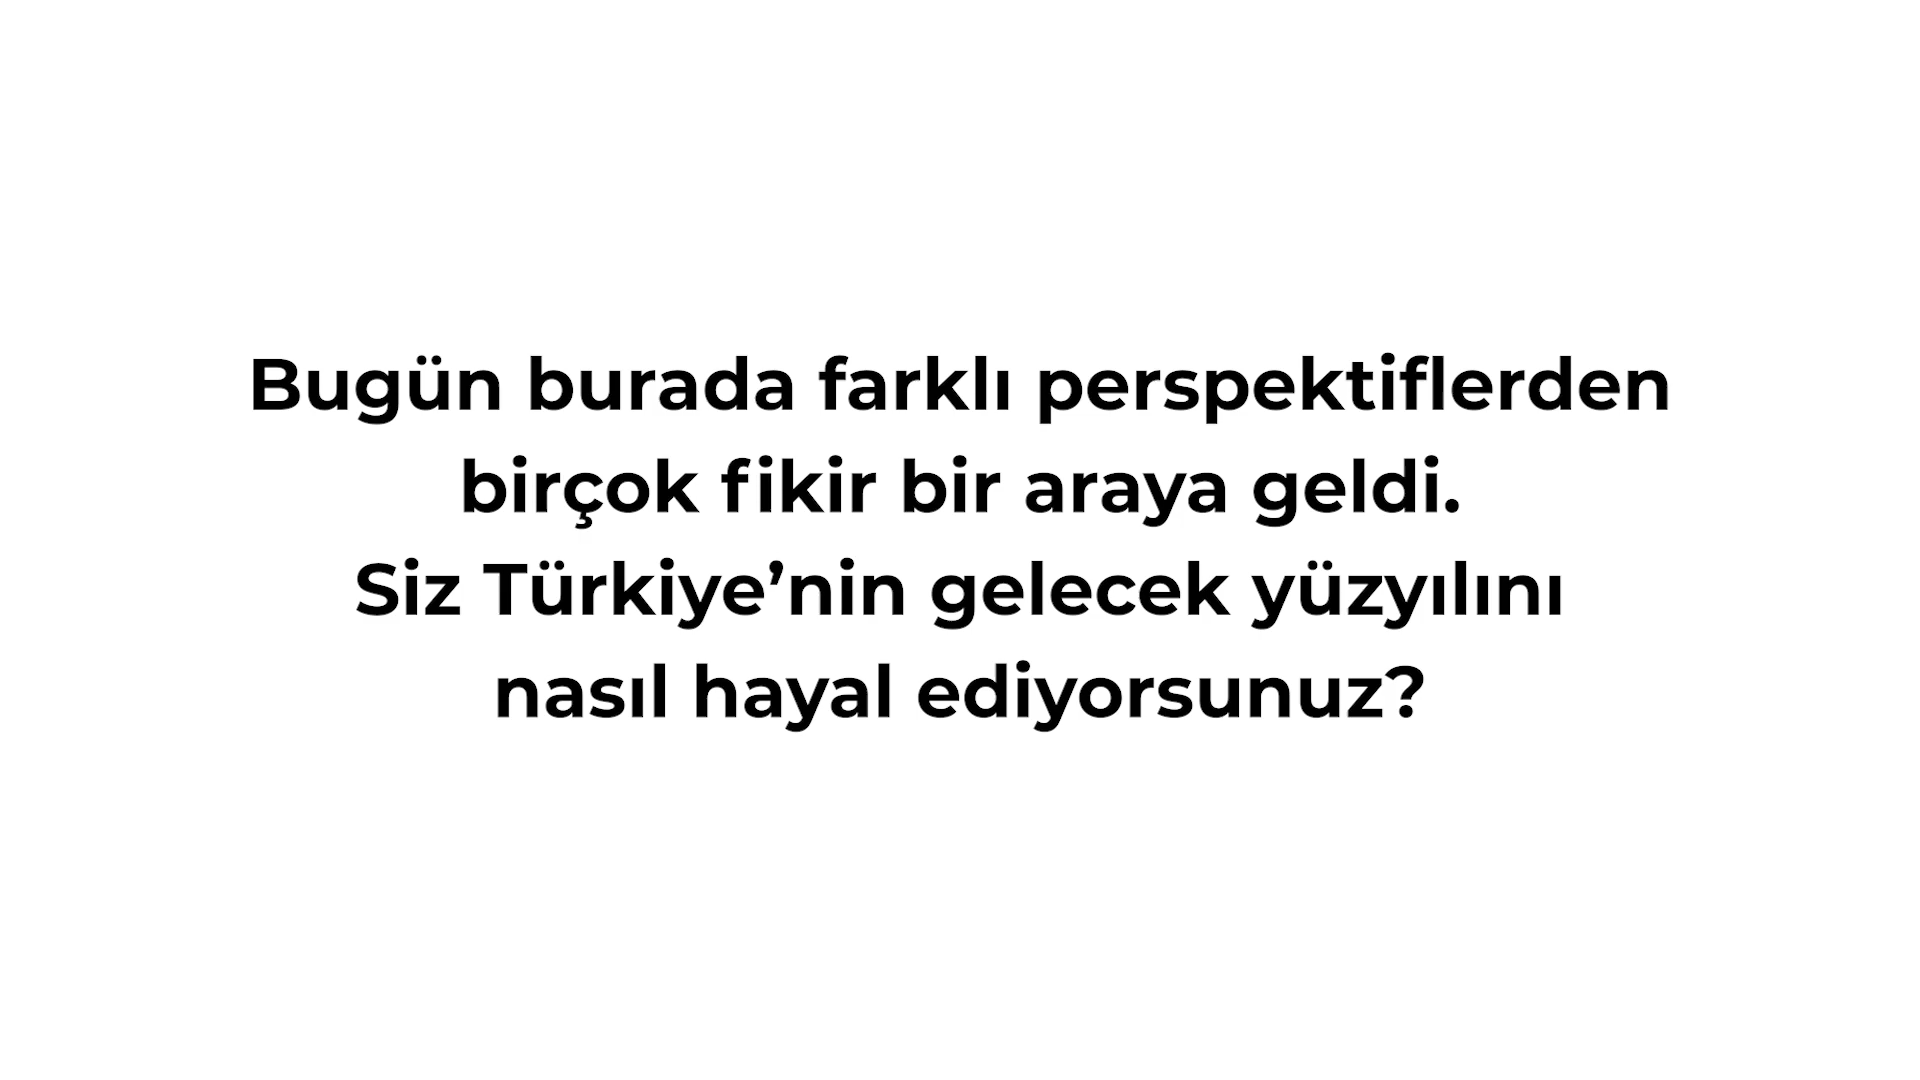 Bugün burada farklı perspektiflerden
birçok fikir bir araya geldi.
Siz Türkiye’nin gelecek yüzyılını
nasıl hayal ediyorsunuz?